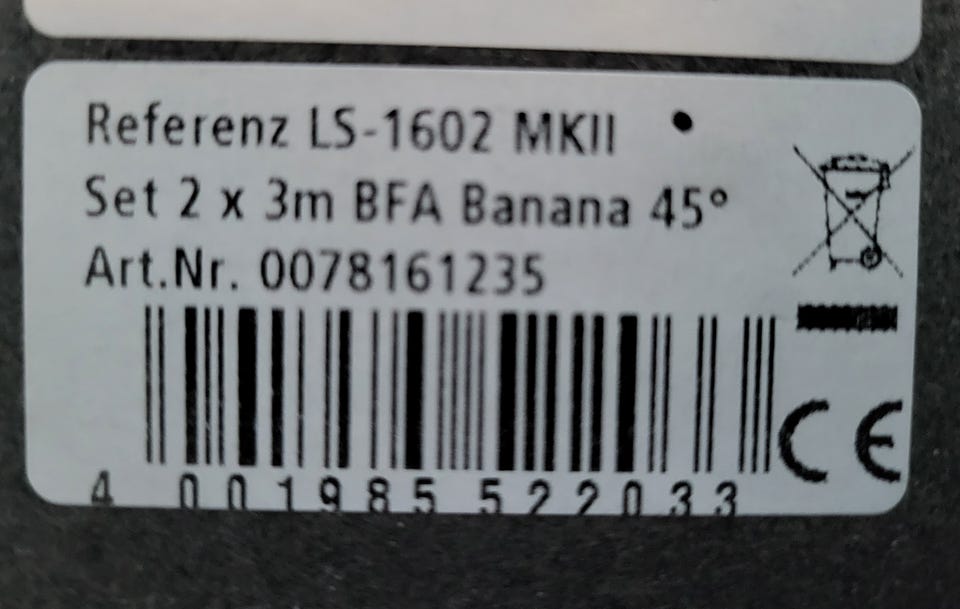 Referenz LS-1602 MKII
Set 2 x 3m BFA Banana 45°
Art.Nr. 0078161235
CE
4 001985 522033